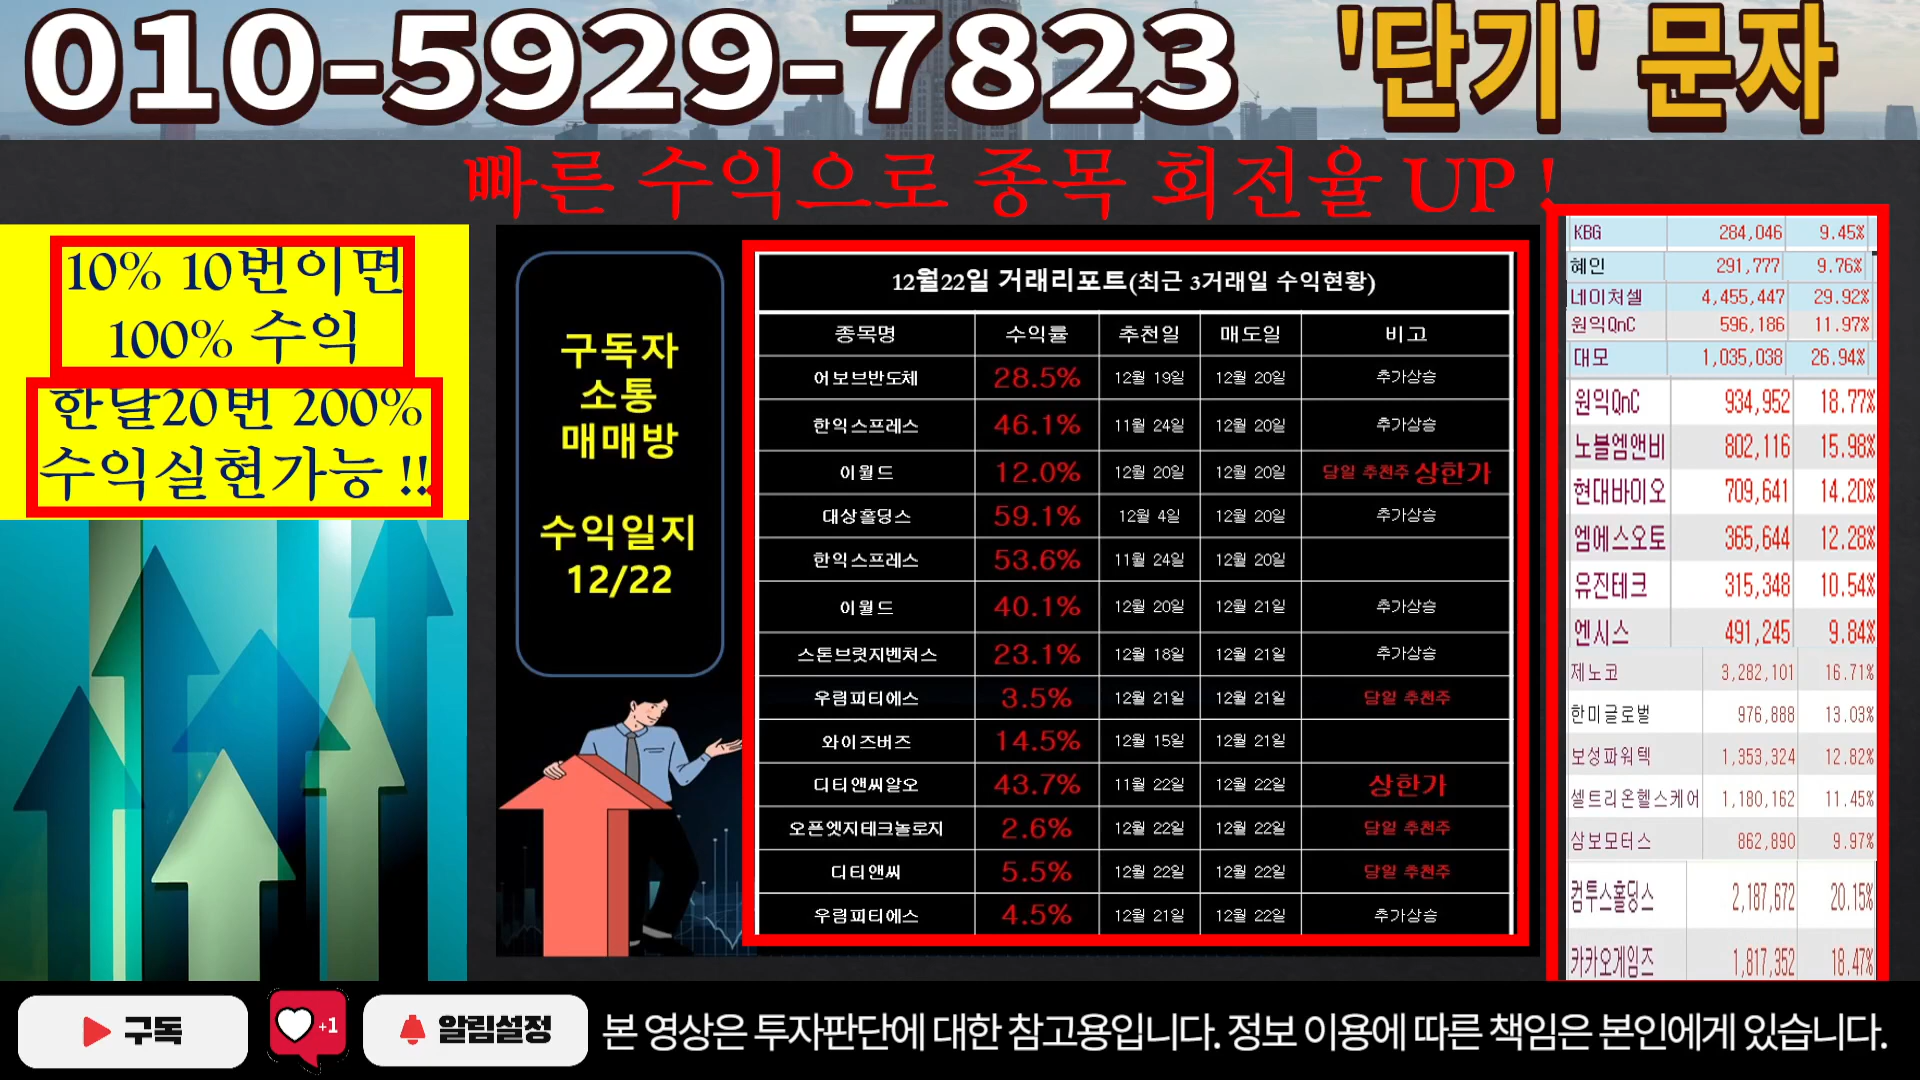 010-5929-7823 '단기' 문자
빠른 수익으로 종목 회전율 UP !
10% 10번이면
100% 수익
한달20번 200%
수익실현가능 !!
구독자
소통
매매방
수익일지
12/22
12월22일 거래리포트(최근 3거래일 수익현황)
종목명 수익률 추천일 매도일 비고
어보브반도체 28.5% 12월 19일 12월 20일 추가상승
한익스프레스 46.1% 11월 24일 12월 20일 추가상승
이월드 12.0% 12월 20일 12월 20일 당일 추천주 상한가
대상홀딩스 59.1% 12월 4일 12월 20일 추가상승
한익스프레스 53.6% 11월 24일 12월 20일
이월드 40.1% 12월 20일 12월 21일 추가상승
스톤브릿지벤처스 23.1% 12월 18일 12월 21일 추가상승
우림피티에스 3.5% 12월 21일 12월 21일 당일 추천주
와이즈버즈 14.5% 12월 15일 12월 21일
디티앤씨알오 43.7% 11월 22일 12월 22일 상한가
오픈엣지테크놀로지 2.6% 12월 22일 12월 22일 당일 추천주
디티앤씨 5.5% 12월 22일 12월 22일 당일 추천주
우림피티에스 4.5% 12월 21일 12월 22일 추가상승
KBG 284,046 9.45%
혜인 291,777 9.76%
네이처셀 4,455,447 29.92%
원익QnC 596,186 11.97%
대모 1,035,038 26.94%
원익QnC 934,952 18.77%
노블엠앤비 802,116 15.98%
현대바이오 709,641 14.20%
엠에스오토 365,644 12.28%
유진테크 315,348 10.54%
엔시스 491,245 9.84%
제노코 3,282,101 16.71%
한미글로벌 976,888 13.03%
보성파워텍 1,353,324 12.82%
셀트리온헬스케어 1,180,162 11.45%
상보모터스 862,890 9.97%
컴투스홀딩스 2,187,672 20.15%
카카오게임즈 1,817,352 18.47%
구독 +1 알림설정 본 영상은 투자판단에 대한 참고용입니다. 정보 이용에 따른 책임은 본인에게 있습니다.